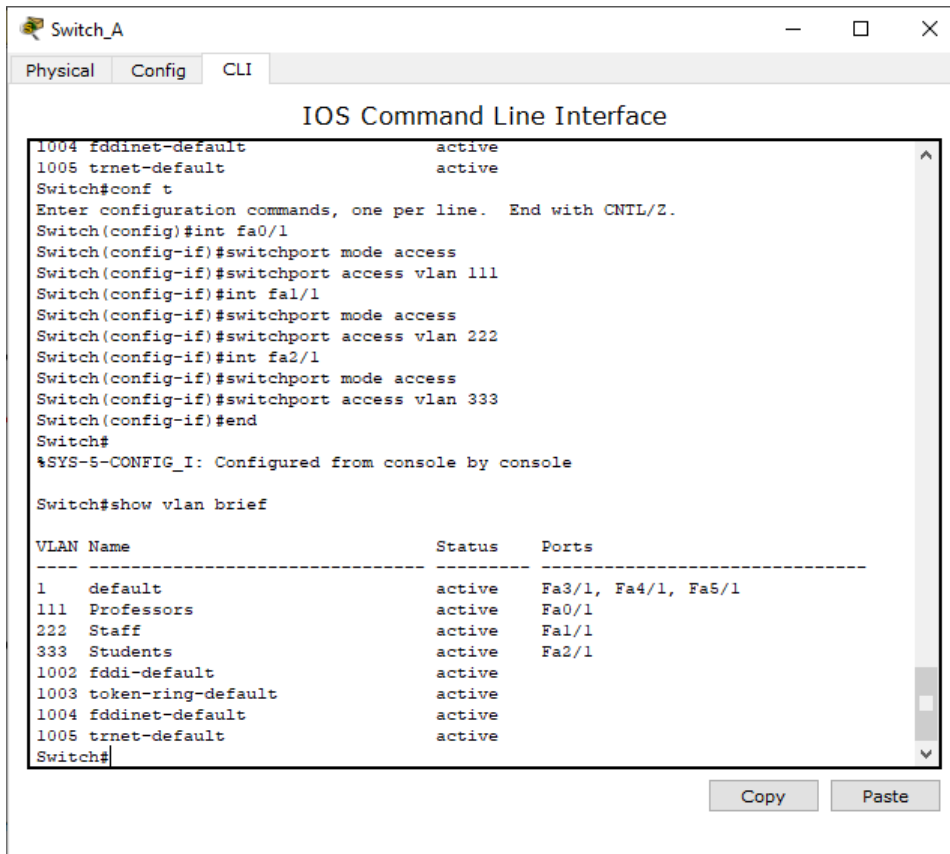 Switch_A
Physical Config CLI
IOS Command Line Interface
1004 fddinet-default active
1005 trnet-default active
Switch#conf t
Enter configuration commands, one per line. End with CNTL/Z.
Switch(config)#int fa0/1
Switch(config-if)#switchport mode access
Switch(config-if)#switchport access vlan 111
Switch(config-if)#int fa1/1
Switch(config-if)#switchport mode access
Switch(config-if)#switchport access vlan 222
Switch(config-if)#int fa2/1
Switch(config-if)#switchport mode access
Switch(config-if)#switchport access vlan 333
Switch(config-if)#end
Switch#
%SYS-5-CONFIG_I: Configured from console by console
Switch#show vlan brief
VLAN Name Status Ports
---- -------------------------------- --------- -------------------------------
1 default active Fa3/1, Fa4/1, Fa5/1
111 Professors active Fa0/1
222 Staff active Fa1/1
333 Students active Fa2/1
1002 fddi-default active
1003 token-ring-default active
1004 fddinet-default active
1005 trnet-default active
Switch#
Copy Paste